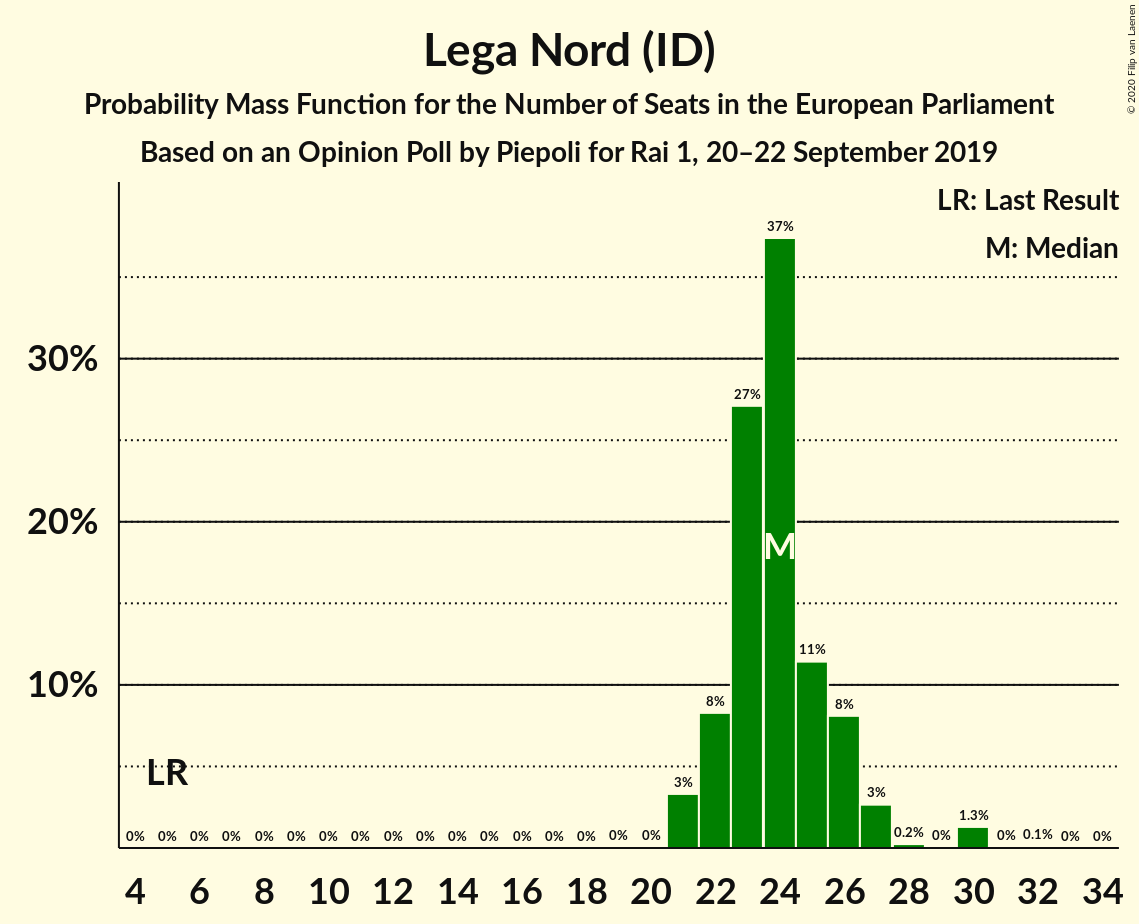 Lega Nord (ID)
Probability Mass Function for the Number of Seats in the European Parliament
Based on an Opinion Poll by Piepoli for Rai 1, 20–22 September 2019
© 2020 Filip van Laenen
LR: Last Result
M: Median
37%
30%
27%
20%
M
11%
10%
8%
8%
LR
3%
3%
0% 0% 0% 0% 0% 0% 0% 0% 0% 0% 0% 0% 0% 0% 0% 0% 0% 0.2% 0% 1.3% 0% 0.1% 0% 0%
4 6 8 10 12 14 16 18 20 22 24 26 28 30 32 34